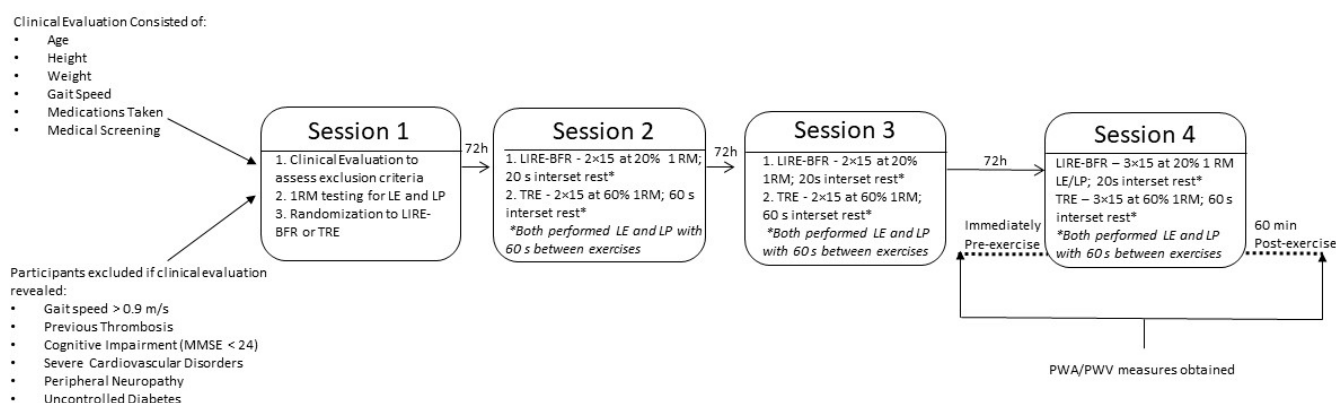 Clinical Evaluation Consisted of:
• Age
• Height
• Weight
• Gait Speed
• Medications Taken
• Medical Screening
Participants excluded if clinical evaluation
revealed:
• Gait speed > 0.9 m/s
• Previous Thrombosis
• Cognitive Impairment (MMSE < 24)
• Severe Cardiovascular Disorders
• Peripheral Neuropathy
• Uncontrolled Diabetes
Session 1
1. Clinical Evaluation to
assess exclusion criteria
2. 1RM testing for LE and LP
3. Randomization to LIRE-
BFR or TRE
72h
Session 2
1. LIRE-BFR - 2×15 at 20% 1 RM;
20 s interset rest*
2. TRE - 2×15 at 60% 1RM; 60 s
interset rest*
*Both performed LE and LP with
60 s between exercises
72h
Session 3
1. LIRE-BFR - 2×15 at 20%
1RM; 20s interset rest*
2. TRE - 2×15 at 60% 1RM;
60 s interset rest*
*Both performed LE and LP
with 60 s between exercises
72h
Immediately
Pre-exercise
Session 4
LIRE-BFR – 3×15 at 20% 1 RM
LE/LP; 20s interset rest*
TRE – 3×15 at 60% 1RM; 60 s
interset rest*
*Both performed LE and LP
with 60 s between exercises
60 min
Post-exercise
PWA/PWV measures obtained